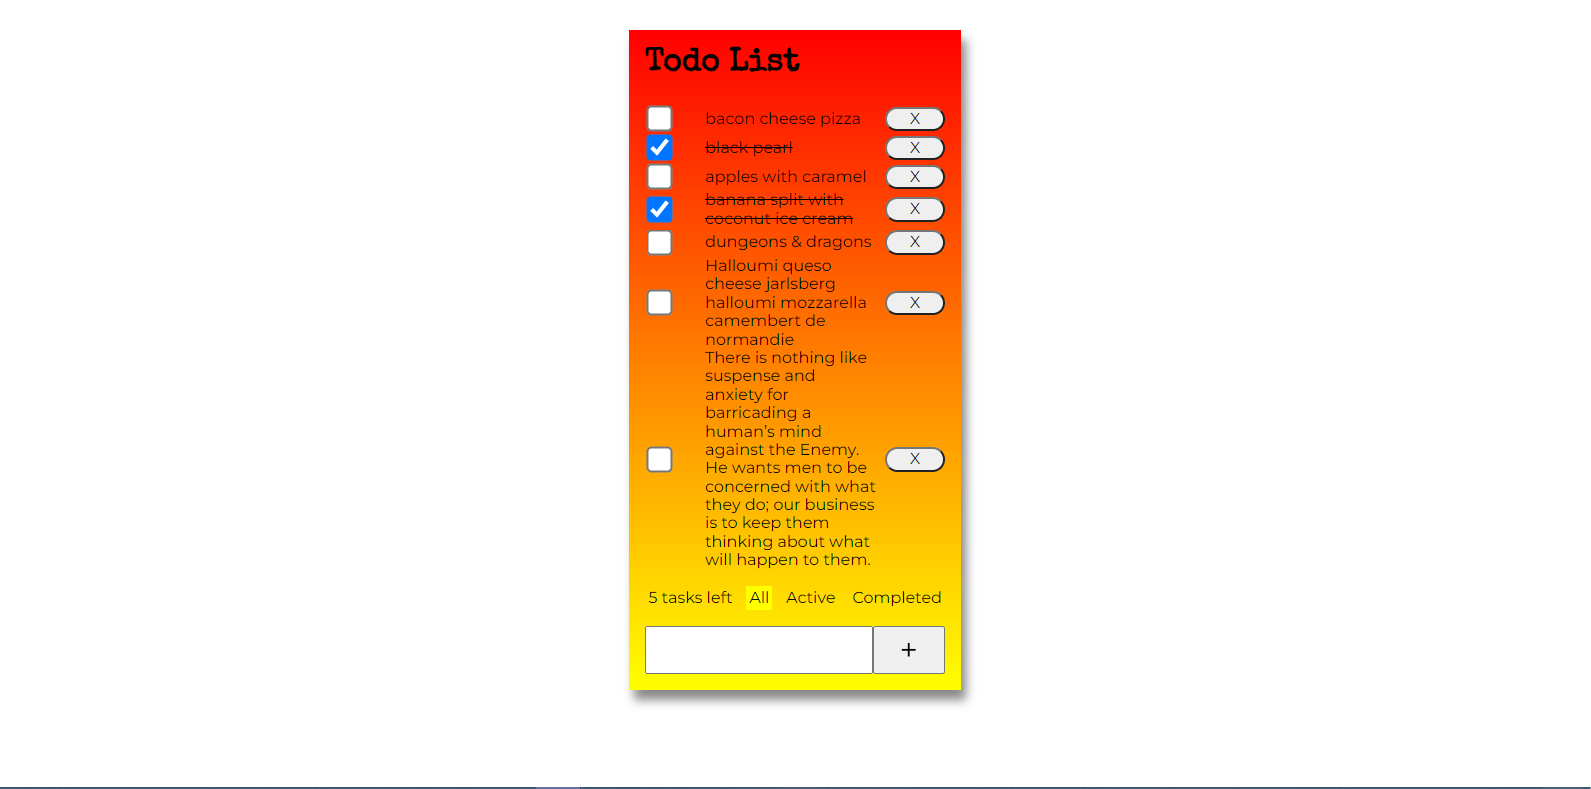 Todo List
bacon cheese pizza X
black pearl X
apples with caramel X
banana split with
coconut ice cream X
dungeons & dragons X
Halloumi queso
cheese jarlsberg
halloumi mozzarella X
camembert de
normandie
There is nothing like
suspense and
anxiety for
barricading a
human's mind
against the Enemy. X
He wants men to be
concerned with what
they do; our business
is to keep them
thinking about what
will happen to them.
5 tasks left All Active Completed
+